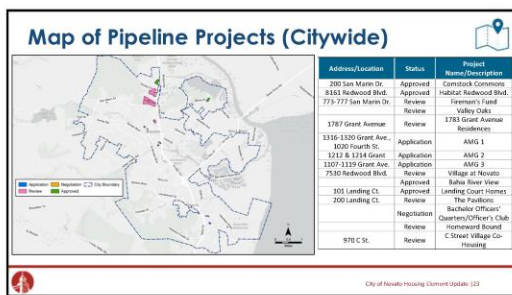 Map of Pipeline Projects (Citywide)
Application
Negotiation
City Boundary
Review
Approved
Address/Location Status Project Name/Description
200 San Marin Dr. Approved Comstock Commons
8161 Redwood Blvd. Approved Habitat Redwood Blvd.
773-777 San Marin Dr. Review Fireman's Fund
Review Valley Oaks
1787 Grant Avenue Review 1783 Grant Avenue Residences
1316-1320 Grant Ave., 1020 Fourth St. Application AMG 1
1212 & 1214 Grant Application AMG 2
1107-1119 Grant Ave. Application AMG 3
7530 Redwood Blvd. Review Village at Novato
Approved Bahia River View
101 Landing Ct. Approved Landing Court Homes
200 Landing Ct. Review The Pavilions
Negotiation Bachelor Officers' Quarters/Officer's Club
Review Homeward Bound
970 C St. Review C Street Village Co-Housing
City of Novato Housing Element Update |23